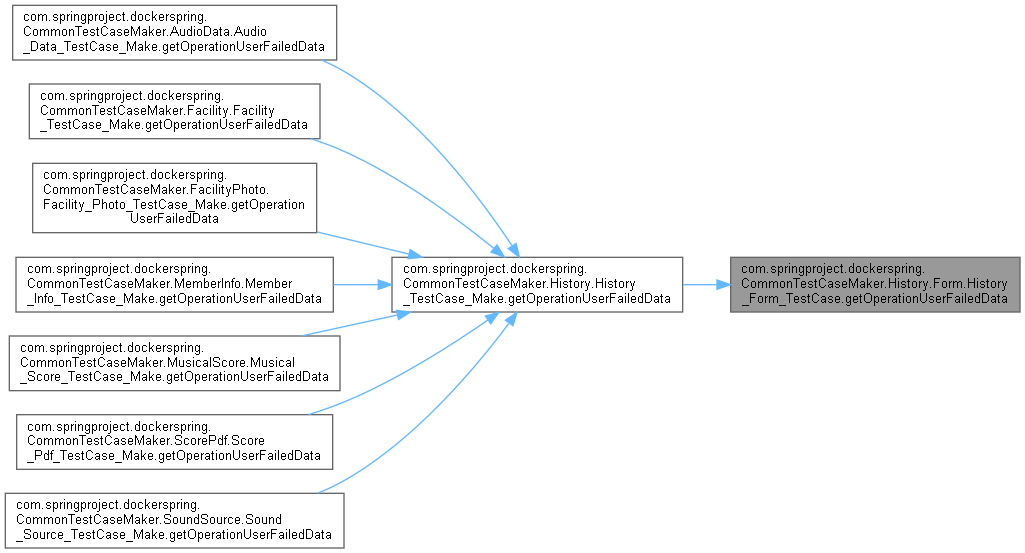 com.springproject.dockerspring.
CommonTestCaseMaker.AudioData.Audio
_Data_TestCase_Make.getOperationUserFailedData
com.springproject.dockerspring.
CommonTestCaseMaker.Facility.Facility
_TestCase_Make.getOperationUserFailedData
com.springproject.dockerspring.
CommonTestCaseMaker.FacilityPhoto.
Facility_Photo_TestCase_Make.getOperation
UserFailedData
com.springproject.dockerspring.
CommonTestCaseMaker.MemberInfo.Member
_Info_TestCase_Make.getOperationUserFailedData
com.springproject.dockerspring.
CommonTestCaseMaker.MusicalScore.Musical
_Score_TestCase_Make.getOperationUserFailedData
com.springproject.dockerspring.
CommonTestCaseMaker.ScorePdf.Score
_Pdf_TestCase_Make.getOperationUserFailedData
com.springproject.dockerspring.
CommonTestCaseMaker.SoundSource.Sound
_Source_TestCase_Make.getOperationUserFailedData
com.springproject.dockerspring.
CommonTestCaseMaker.History.History
_TestCase_Make.getOperationUserFailedData
com.springproject.dockerspring.
CommonTestCaseMaker.History.Form.History
_Form_TestCase.getOperationUserFailedData